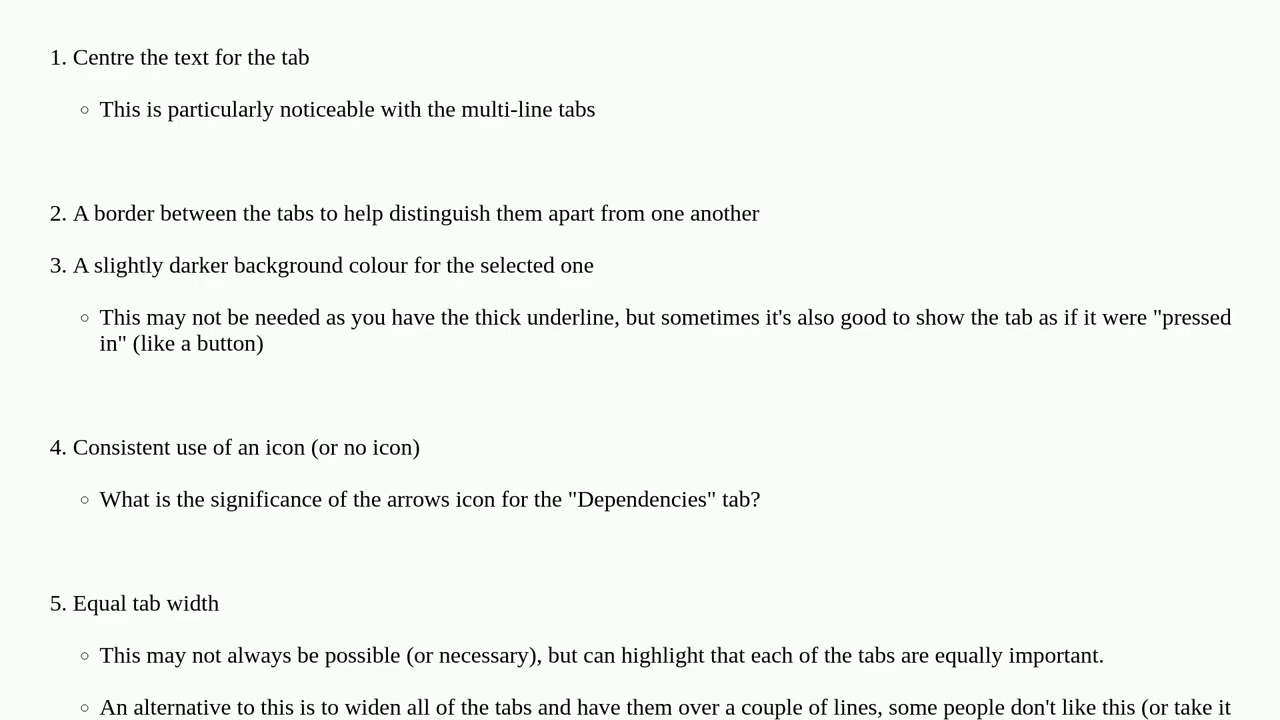 1. Centre the text for the tab
○ This is particularly noticeable with the multi-line tabs
2. A border between the tabs to help distinguish them apart from one another
3. A slightly darker background colour for the selected one
○ This may not be needed as you have the thick underline, but sometimes it's also good to show the tab as if it were "pressed
in" (like a button)
4. Consistent use of an icon (or no icon)
○ What is the significance of the arrows icon for the "Dependencies" tab?
5. Equal tab width
○ This may not always be possible (or necessary), but can highlight that each of the tabs are equally important.
○ An alternative to this is to widen all of the tabs and have them over a couple of lines, some people don't like this (or take it